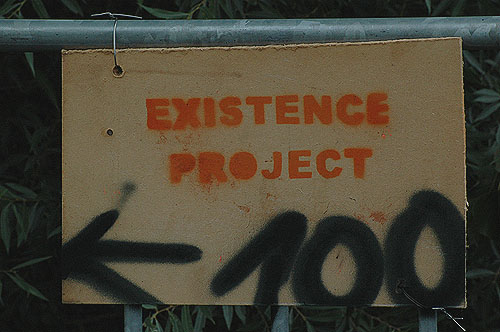 EXISTENCE
PROJECT
← 100